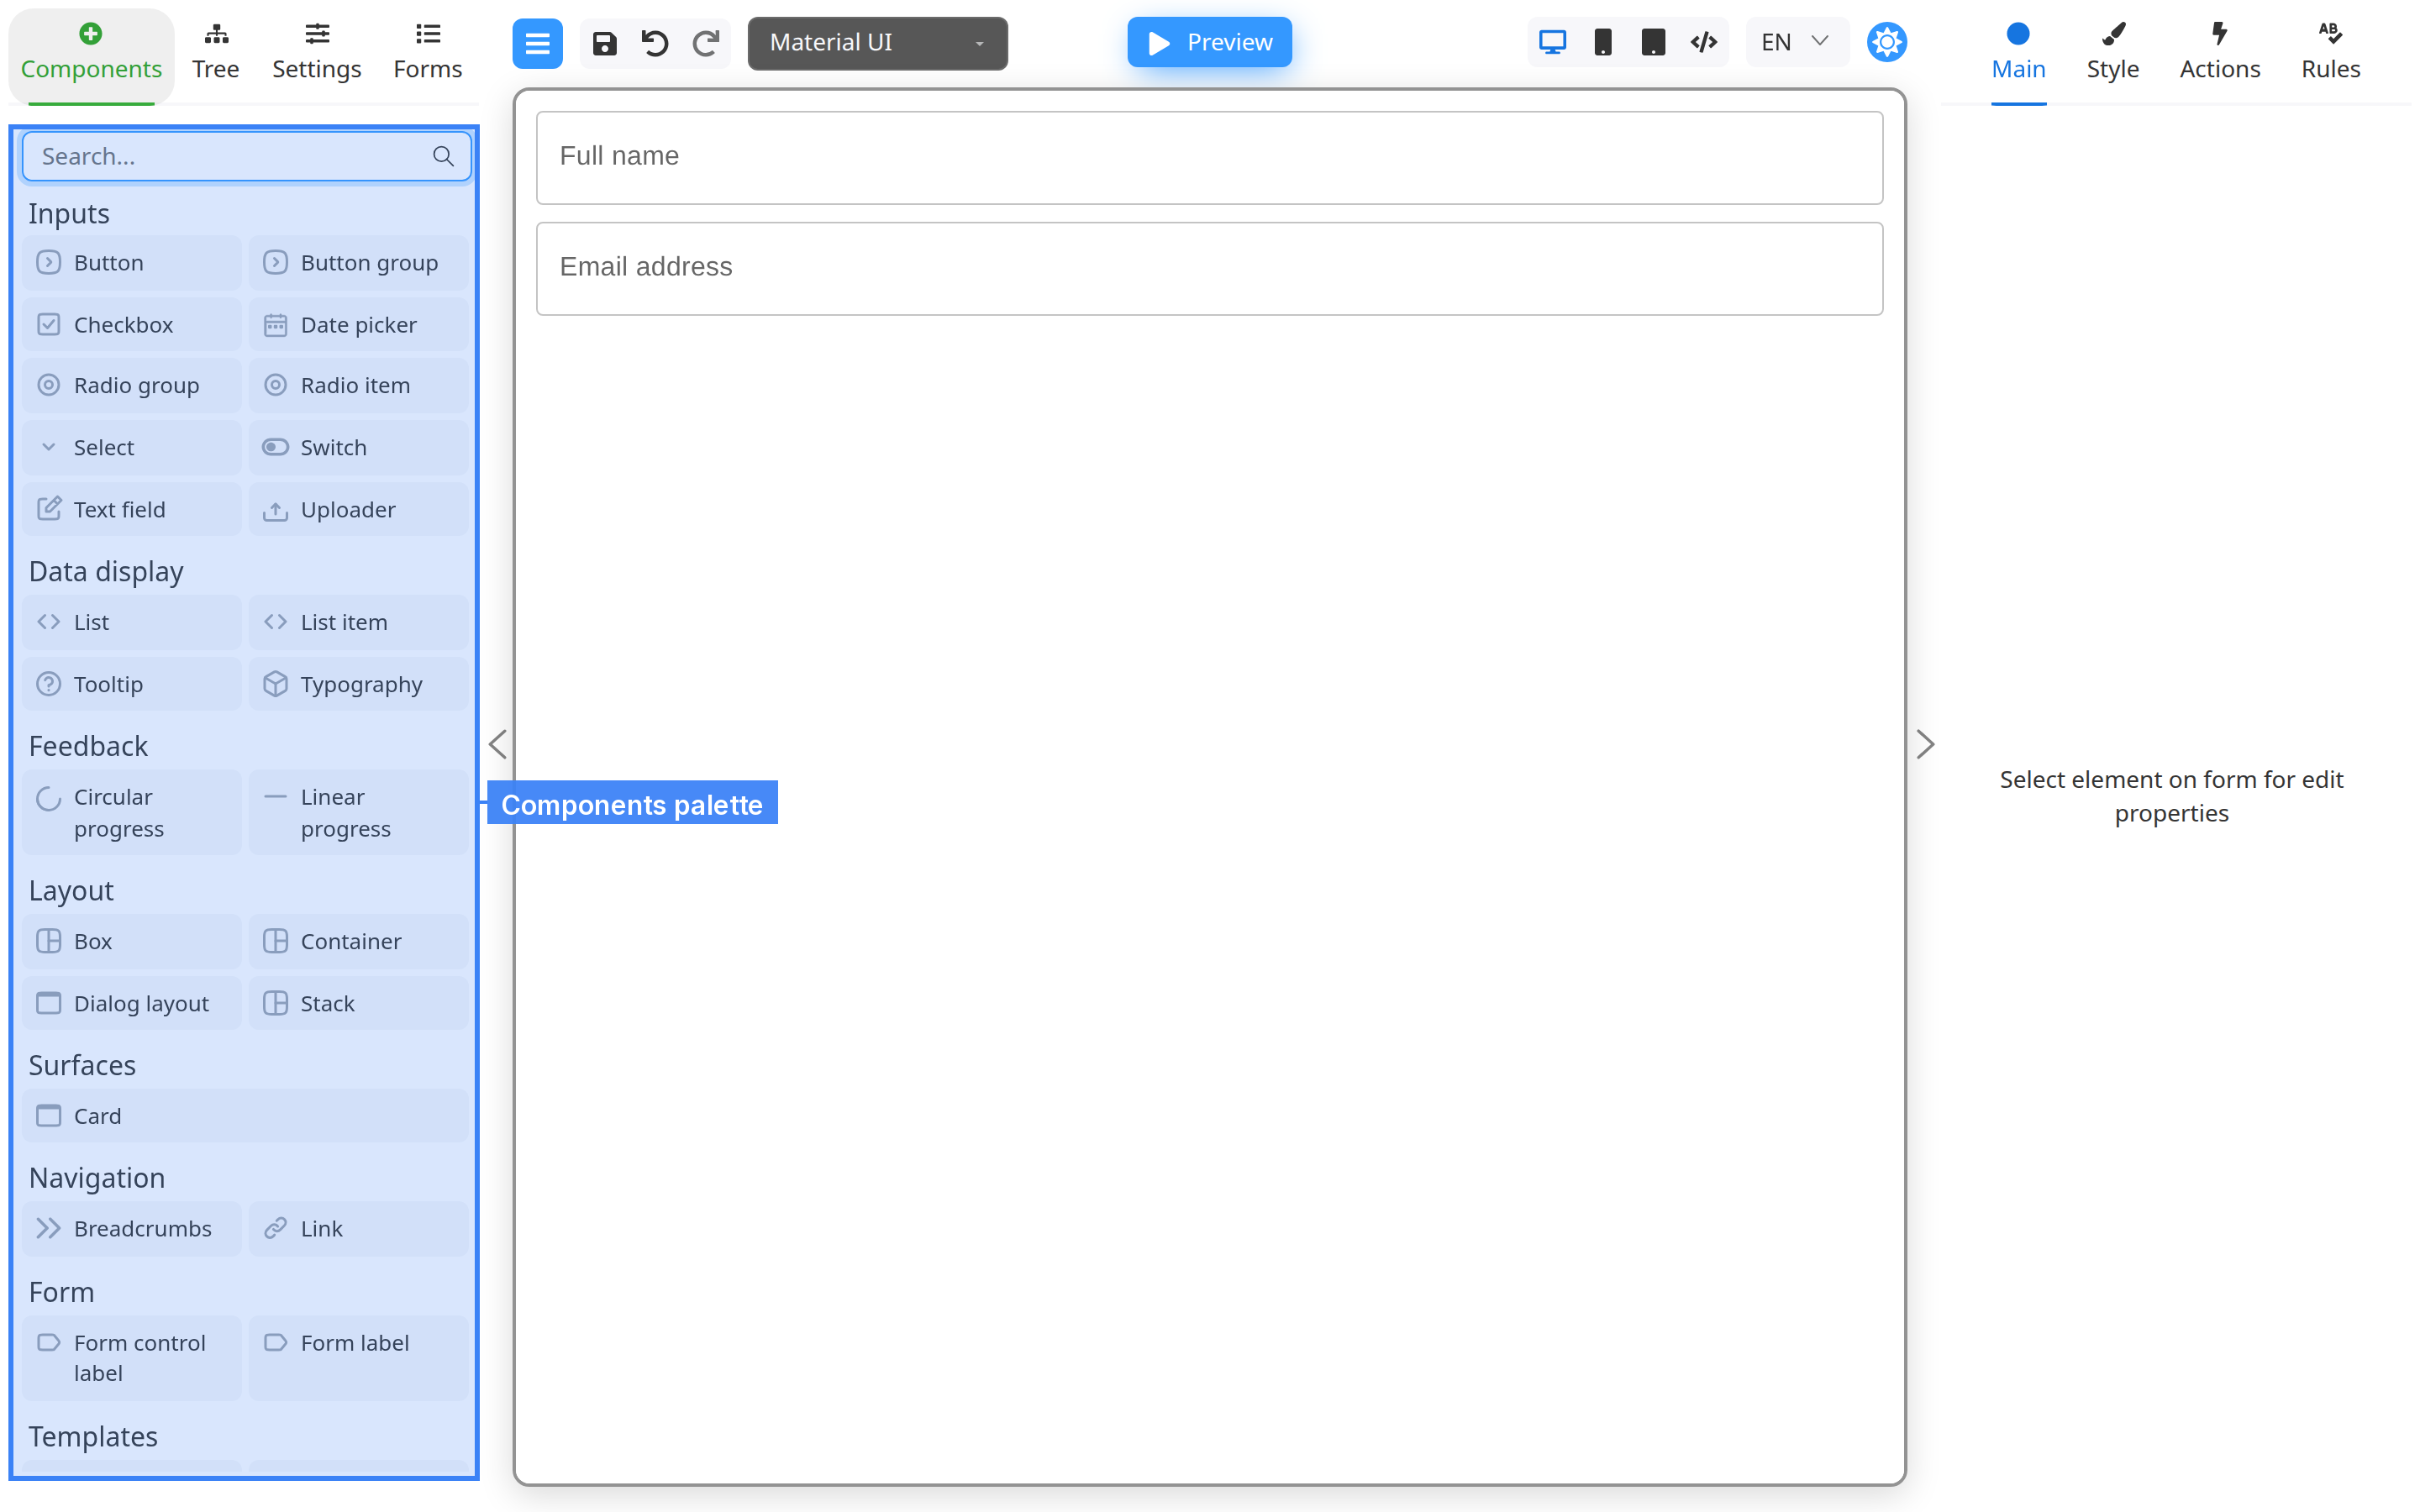 Components
Tree
Settings
Forms
Material UI
Preview
EN
Main
Style
Actions
AB
Rules
Search...
Inputs
Button
Button group
Checkbox
Date picker
Radio group
Radio item
Select
Switch
Text field
Uploader
Data display
List
List item
Tooltip
Typography
Feedback
Circular
progress
Linear
progress
Layout
Box
Container
Dialog layout
Stack
Surfaces
Card
Navigation
Breadcrumbs
Link
Form
Form control
label
Form label
Templates
Components palette
Full name
Email address
Select element on form for edit
properties